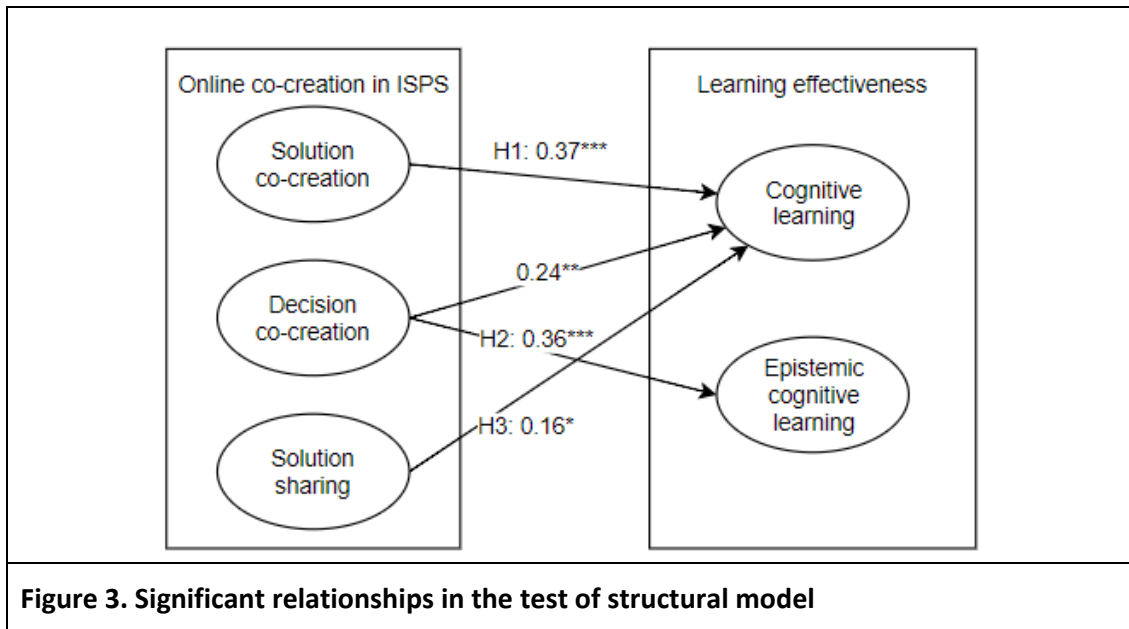 Online co-creation in ISPS
Learning effectiveness
Solution
co-creation
H1: 0.37***
Cognitive
learning
0.24**
Decision
co-creation
H2: 0.36***
Epistemic
cognitive
learning
H3: 0.16*
Solution
sharing
Figure 3. Significant relationships in the test of structural model